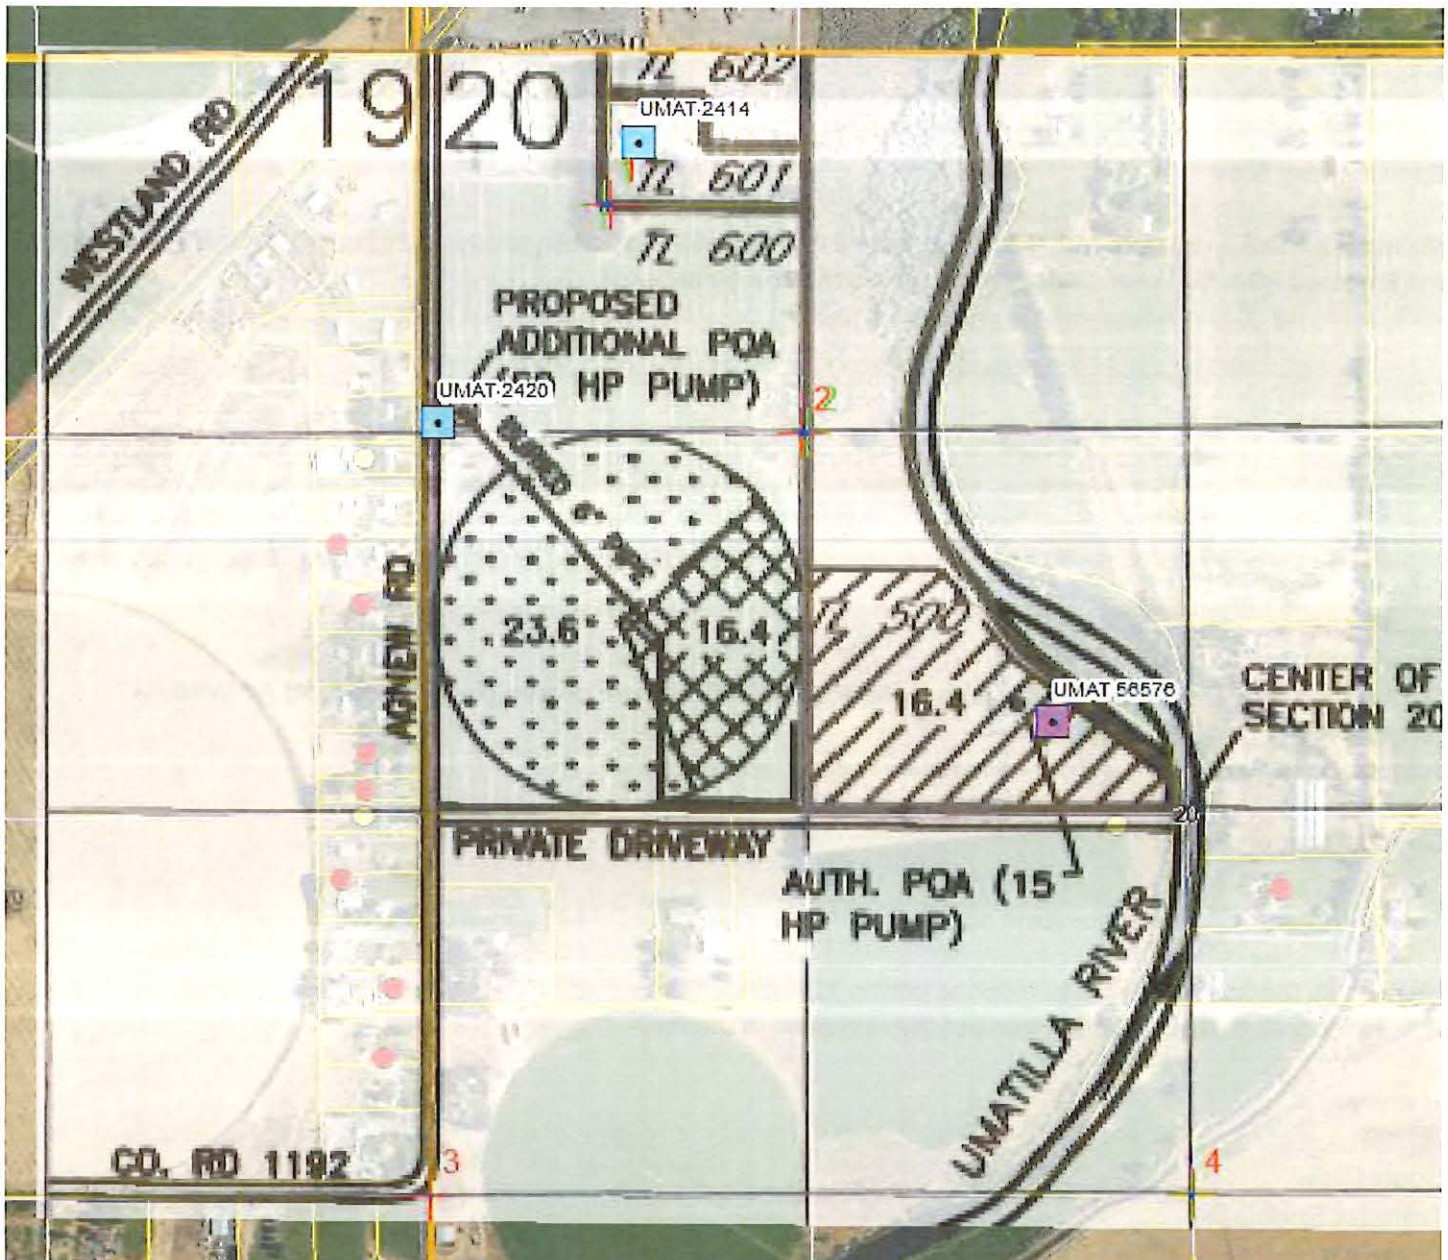 TL 602
19 20
UMAT-2414
WESTLAND RD
1
TL 601
TL 600
PROPOSED
ADDITIONAL POA
HP PUMP)
UMAT-2420
2
BURIED 6" PIPE
AGNEW RD
23.6
16.4
TL 500
16.4
UMAT 56576
CENTER OF
SECTION 20
20
PRIVATE DRIVEWAY
AUTH. POA (15
HP PUMP)
UMATILLA RIVER
CO. RD 1192
3
4